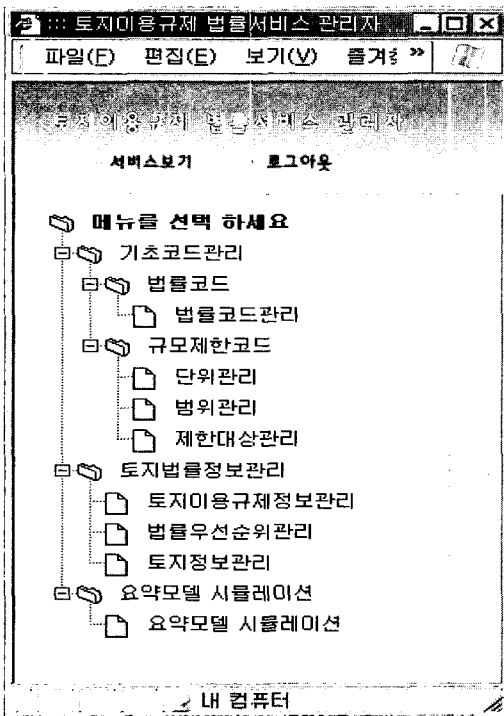 ::: 토지이용규제 법률서비스 관리자
파일(F) 편집(E) 보기(V) 즐겨 »
토지이용규제 법률서비스 관리자
서비스보기 로그아웃
메뉴를 선택 하세요
기초코드관리
법률코드
법률코드관리
규모제한코드
단위관리
범위관리
제한대상관리
토지법률정보관리
토지이용규제정보관리
법률우선순위관리
토지정보관리
요약모델 시뮬레이션
요약모델 시뮬레이션
내 컴퓨터